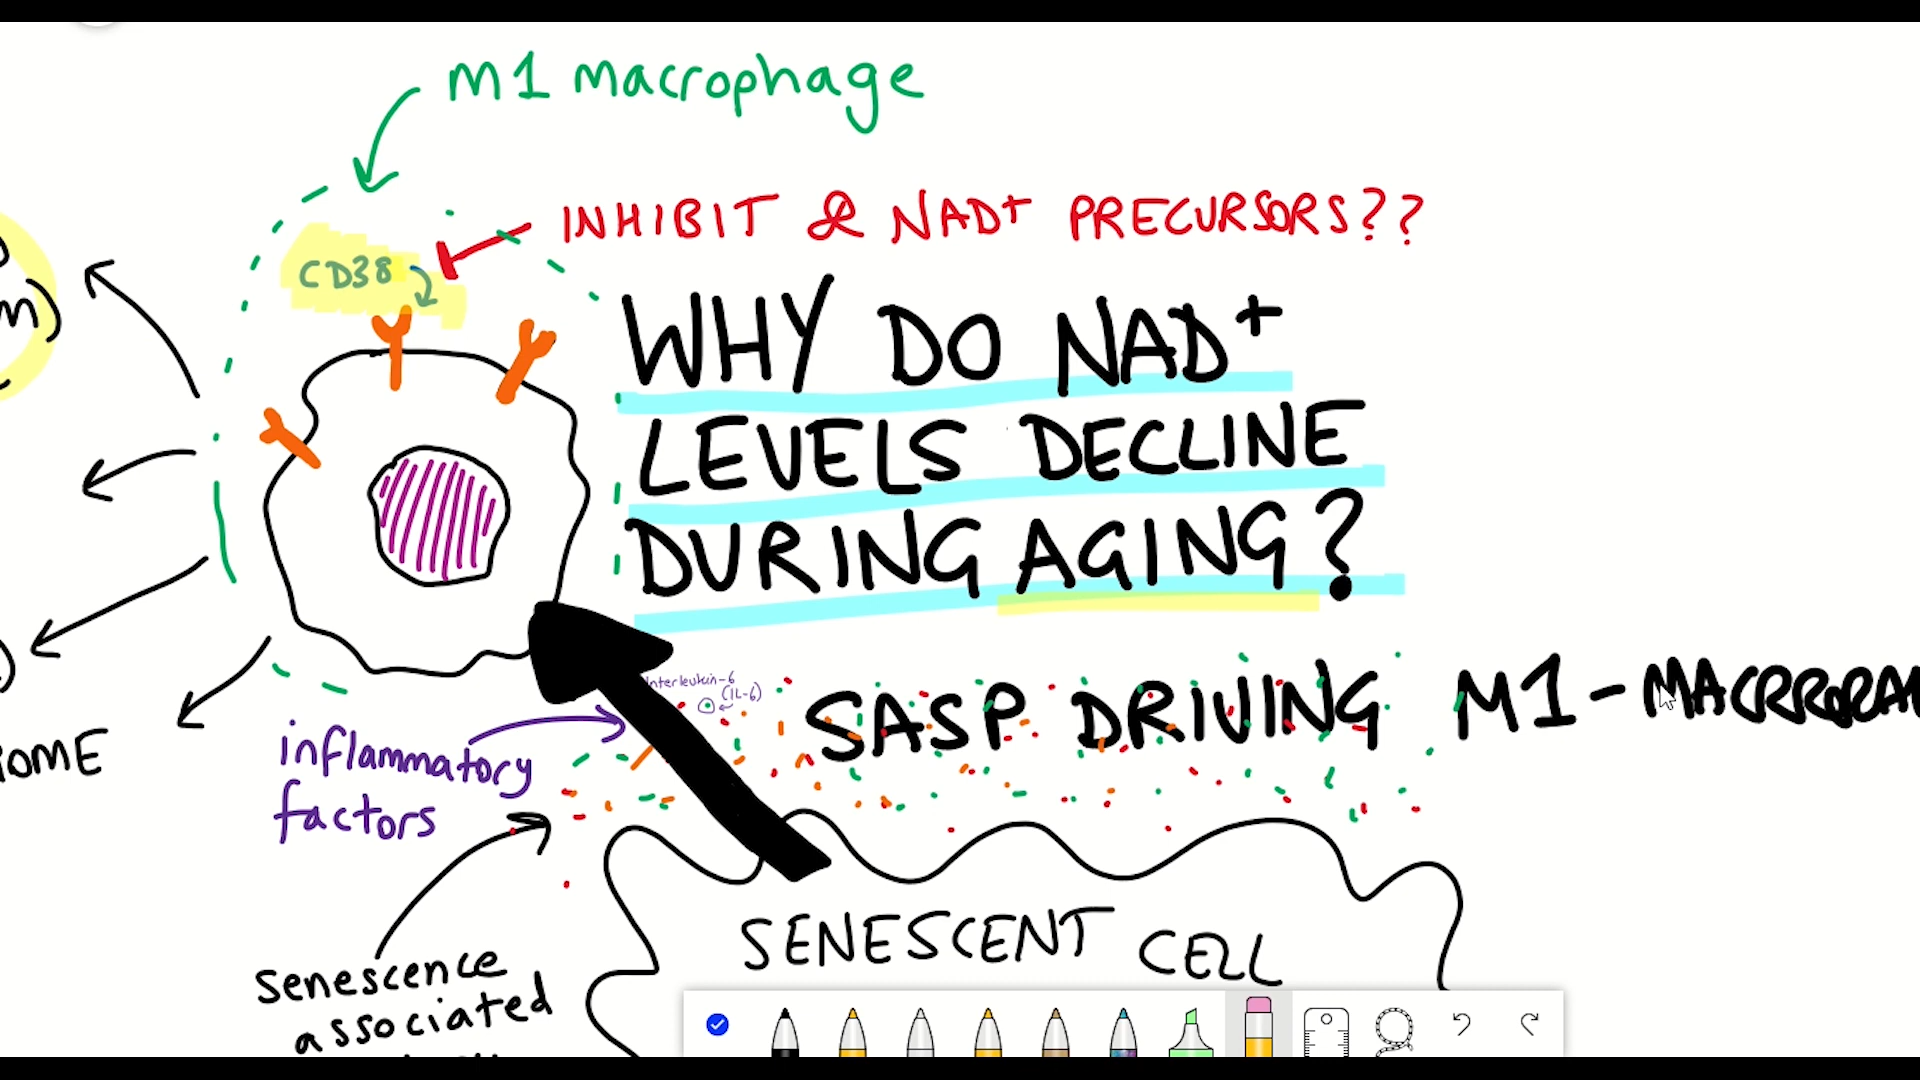 m1 macrophage
INHIBIT & NAD+ PRECURSORS??
CD38
WHY DO NAD+
LEVELS DECLINE
DURING AGING?
m)
Interleukin-6
(IL-6)
SASP DRIVING M1-
inflammatory
factors
SENESCENT CELL
Senescence
associated